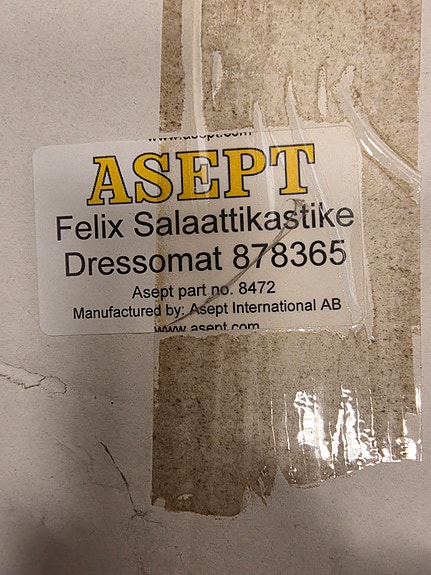 www.asept.com
ASEPT
Felix Salaattikastike
Dressomat 878365
Asept part no. 8472
Manufactured by: Asept International AB
www.asept.com